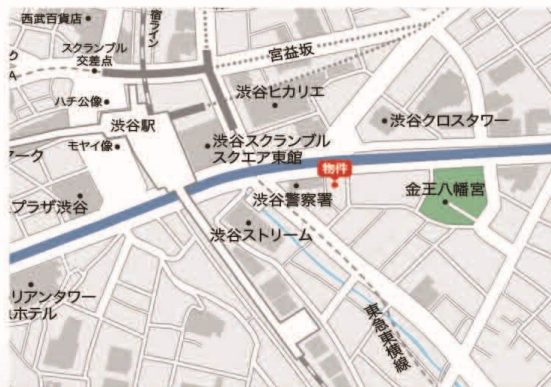 西武百貨店
スクランブル
交差点
宿ライン
宮益坂
ハチ公像
渋谷ヒカリエ
渋谷駅
渋谷クロスタワー
モヤイ像
渋谷スクランブル
スクエア東館
アーク
物件
プラザ渋谷
渋谷警察署
金王八幡宮
渋谷ストリーム
リアンタワー
ホテル
東急東横線